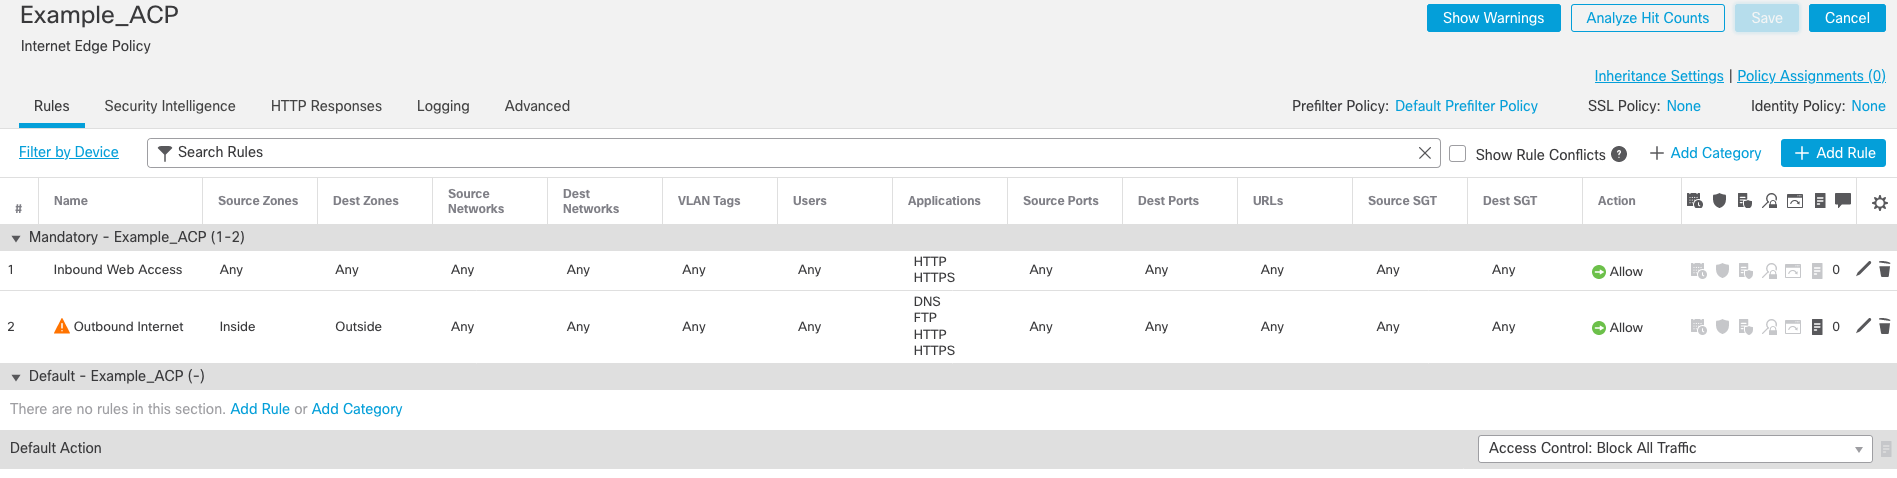 Example_ACP
Show Warnings Analyze Hit Counts Save Cancel
Internet Edge Policy
Inheritance Settings | Policy Assignments (0)
Rules Security Intelligence HTTP Responses Logging Advanced Prefilter Policy: Default Prefilter Policy SSL Policy: None Identity Policy: None
Filter by Device Search Rules Show Rule Conflicts ? + Add Category + Add Rule
# Name Source Zones Dest Zones Source Networks Dest Networks VLAN Tags Users Applications Source Ports Dest Ports URLs Source SGT Dest SGT Action
Mandatory - Example_ACP (1-2)
1 Inbound Web Access Any Any Any Any Any Any HTTP HTTPS Any Any Any Any Any Allow 0
2 Outbound Internet Inside Outside Any Any Any Any DNS FTP HTTP HTTPS Any Any Any Any Any Allow 0
Default - Example_ACP (-)
There are no rules in this section. Add Rule or Add Category
Default Action Access Control: Block All Traffic